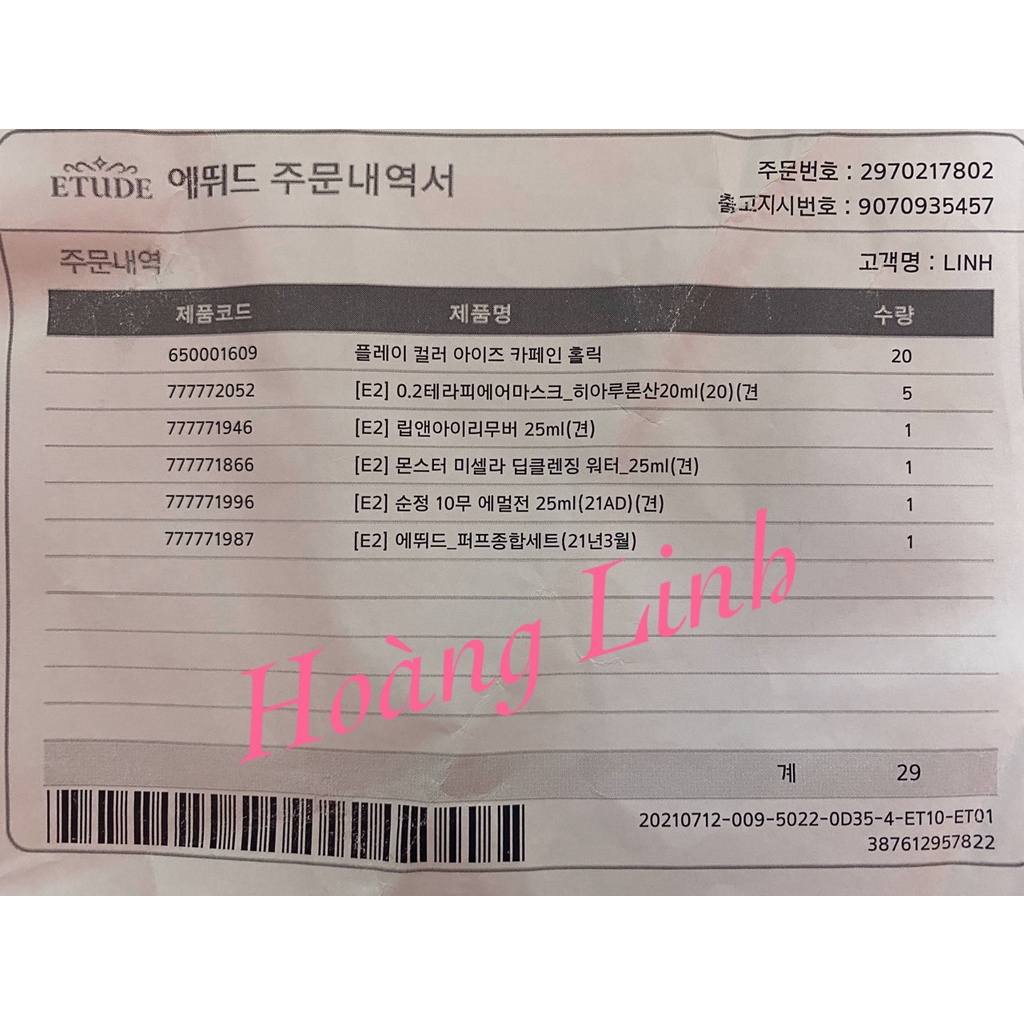 ETUDE 에뛰드 주문내역서
주문번호 : 2970217802
출고지시번호 : 9070935457
주문내역
고객명 : LINH
제품코드 제품명 수량
650001609 플레이 컬러 아이즈 카페인 홀릭 20
777772052 [E2] 0.2테라피에어마스크_히아루론산20ml(20)(견 5
777771946 [E2] 립앤아이리무버 25ml(견) 1
777771866 [E2] 몬스터 미셀라 딥클렌징 워터_25ml(견) 1
777771996 [E2] 순정 10무 에멀전 25ml(21AD)(견) 1
777771987 [E2] 에뛰드_퍼프종합세트(21년3월) 1
Hoàng Linh
계 29
20210712-009-5022-0D35-4-ET10-ET01
387612957822